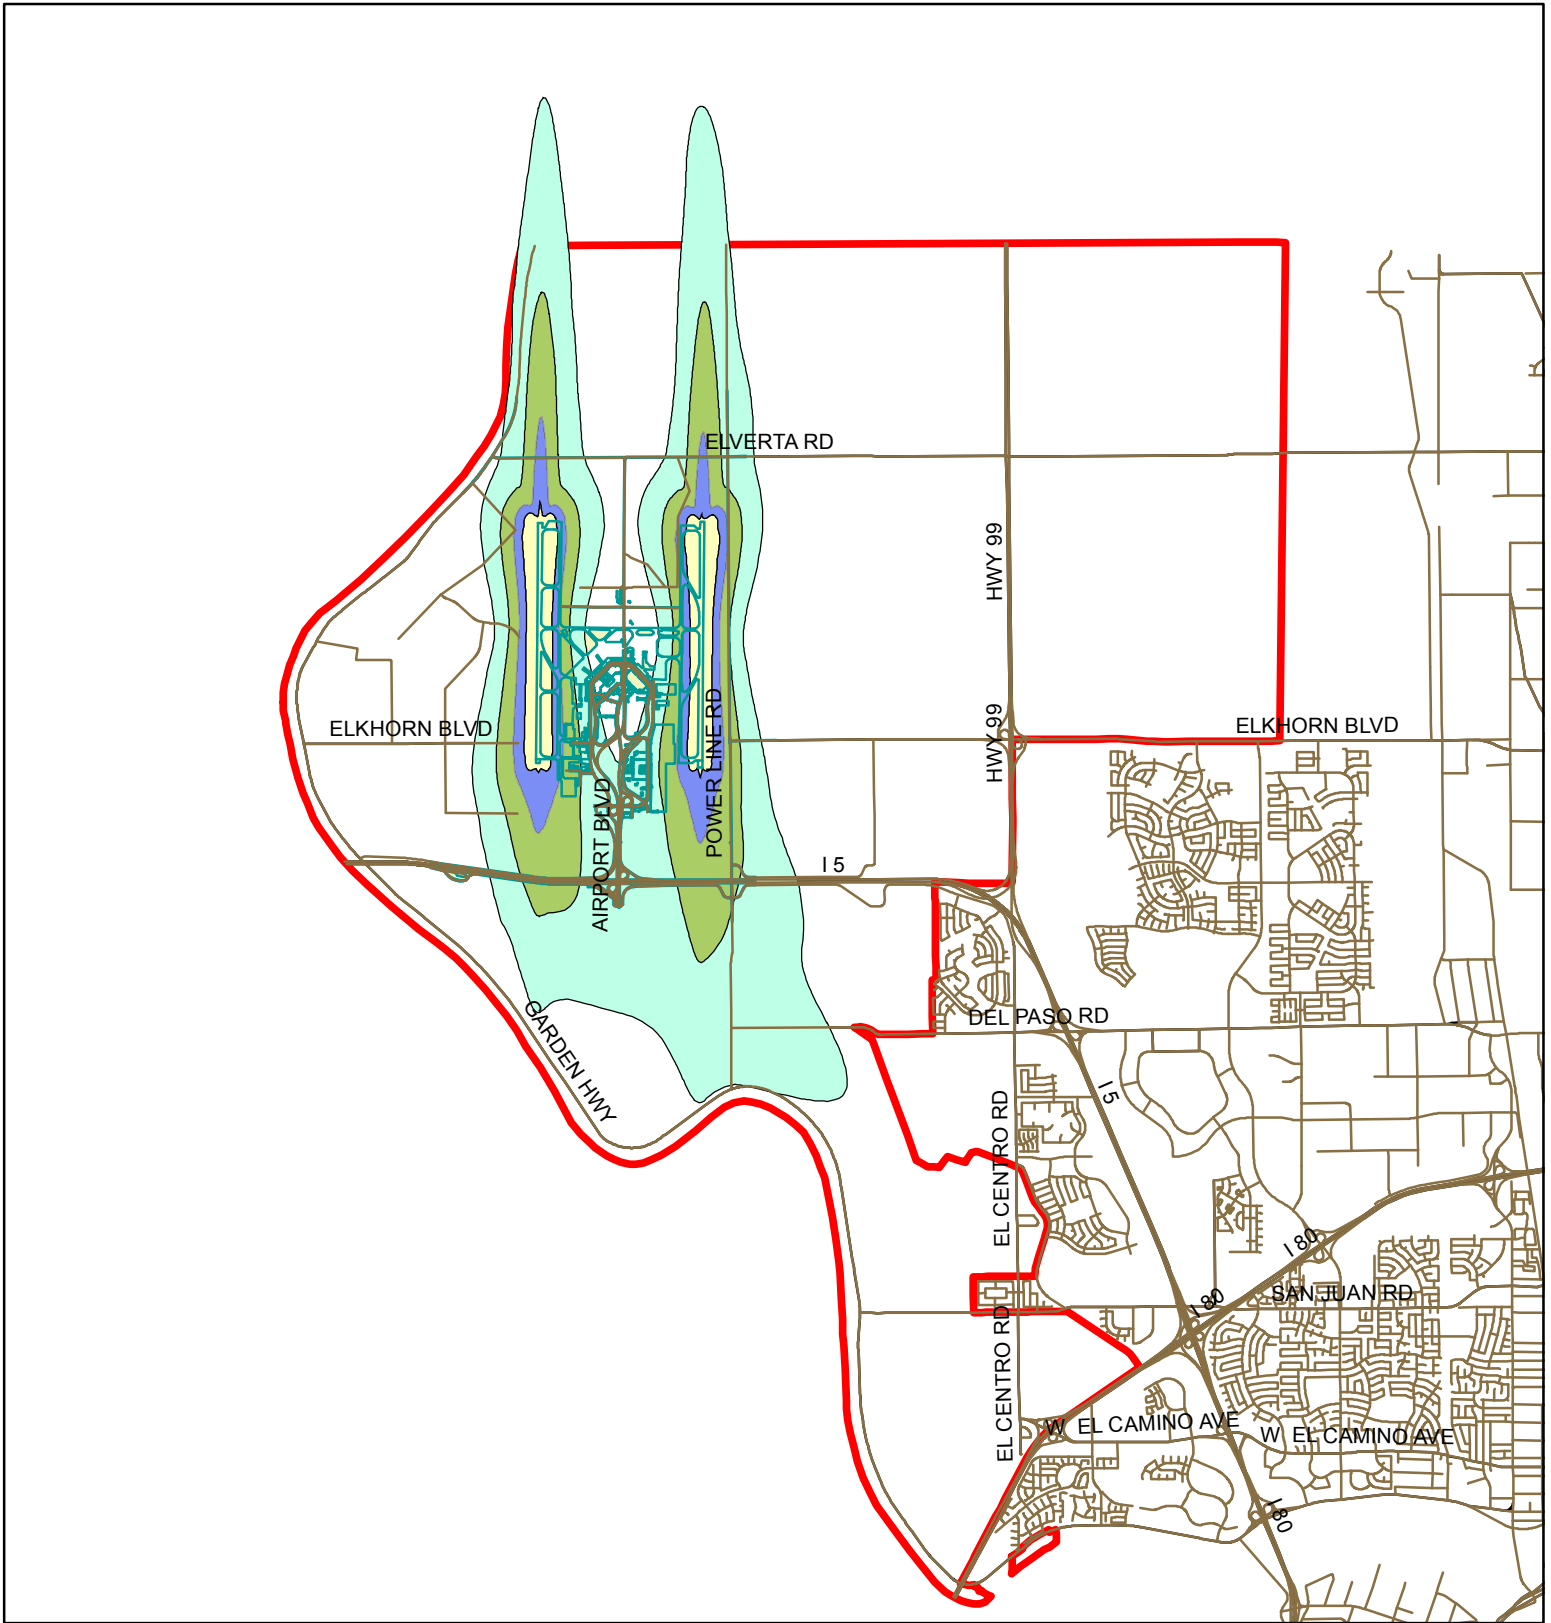 ELVERTA RD
HWY 99
HWY 99
ELKHORN BLVD
ELKHORN BLVD
POWER LINE RD
AIRPORT BLVD
I 5
GARDEN HWY
DEL PASO RD
I 5
EL CENTRO RD
I 80
I 80
SAN JUAN RD
EL CENTRO RD
W EL CAMINO AVE
W EL CAMINO AVE
I 80